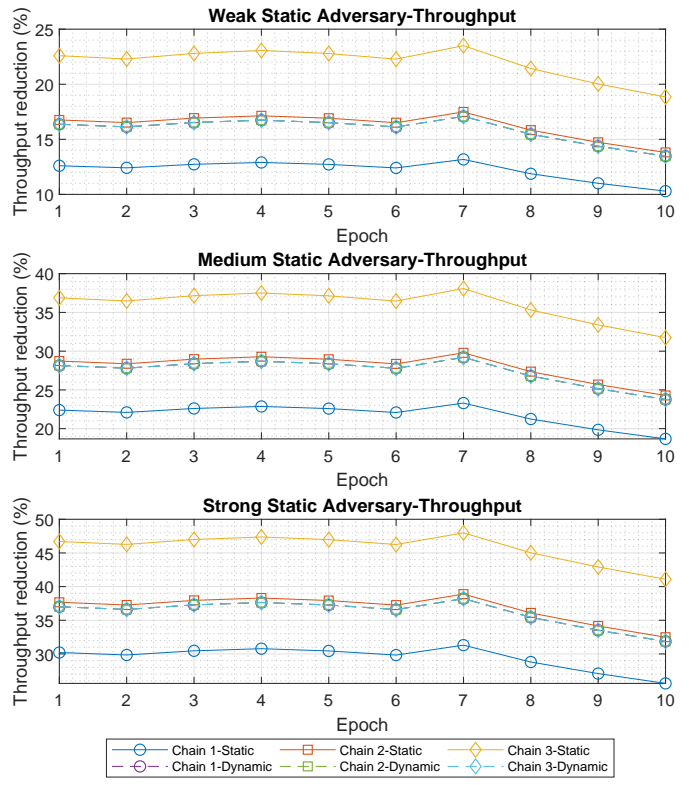 Weak Static Adversary-Throughput
Throughput reduction (%)
25
20
15
10
1 2 3 4 5 6 7 8 9 10
Epoch
Medium Static Adversary-Throughput
Throughput reduction (%)
40
35
30
25
20
1 2 3 4 5 6 7 8 9 10
Epoch
Strong Static Adversary-Throughput
Throughput reduction (%)
50
45
40
35
30
1 2 3 4 5 6 7 8 9 10
Epoch
Chain 1-Static Chain 2-Static Chain 3-Static
Chain 1-Dynamic Chain 2-Dynamic Chain 3-Dynamic